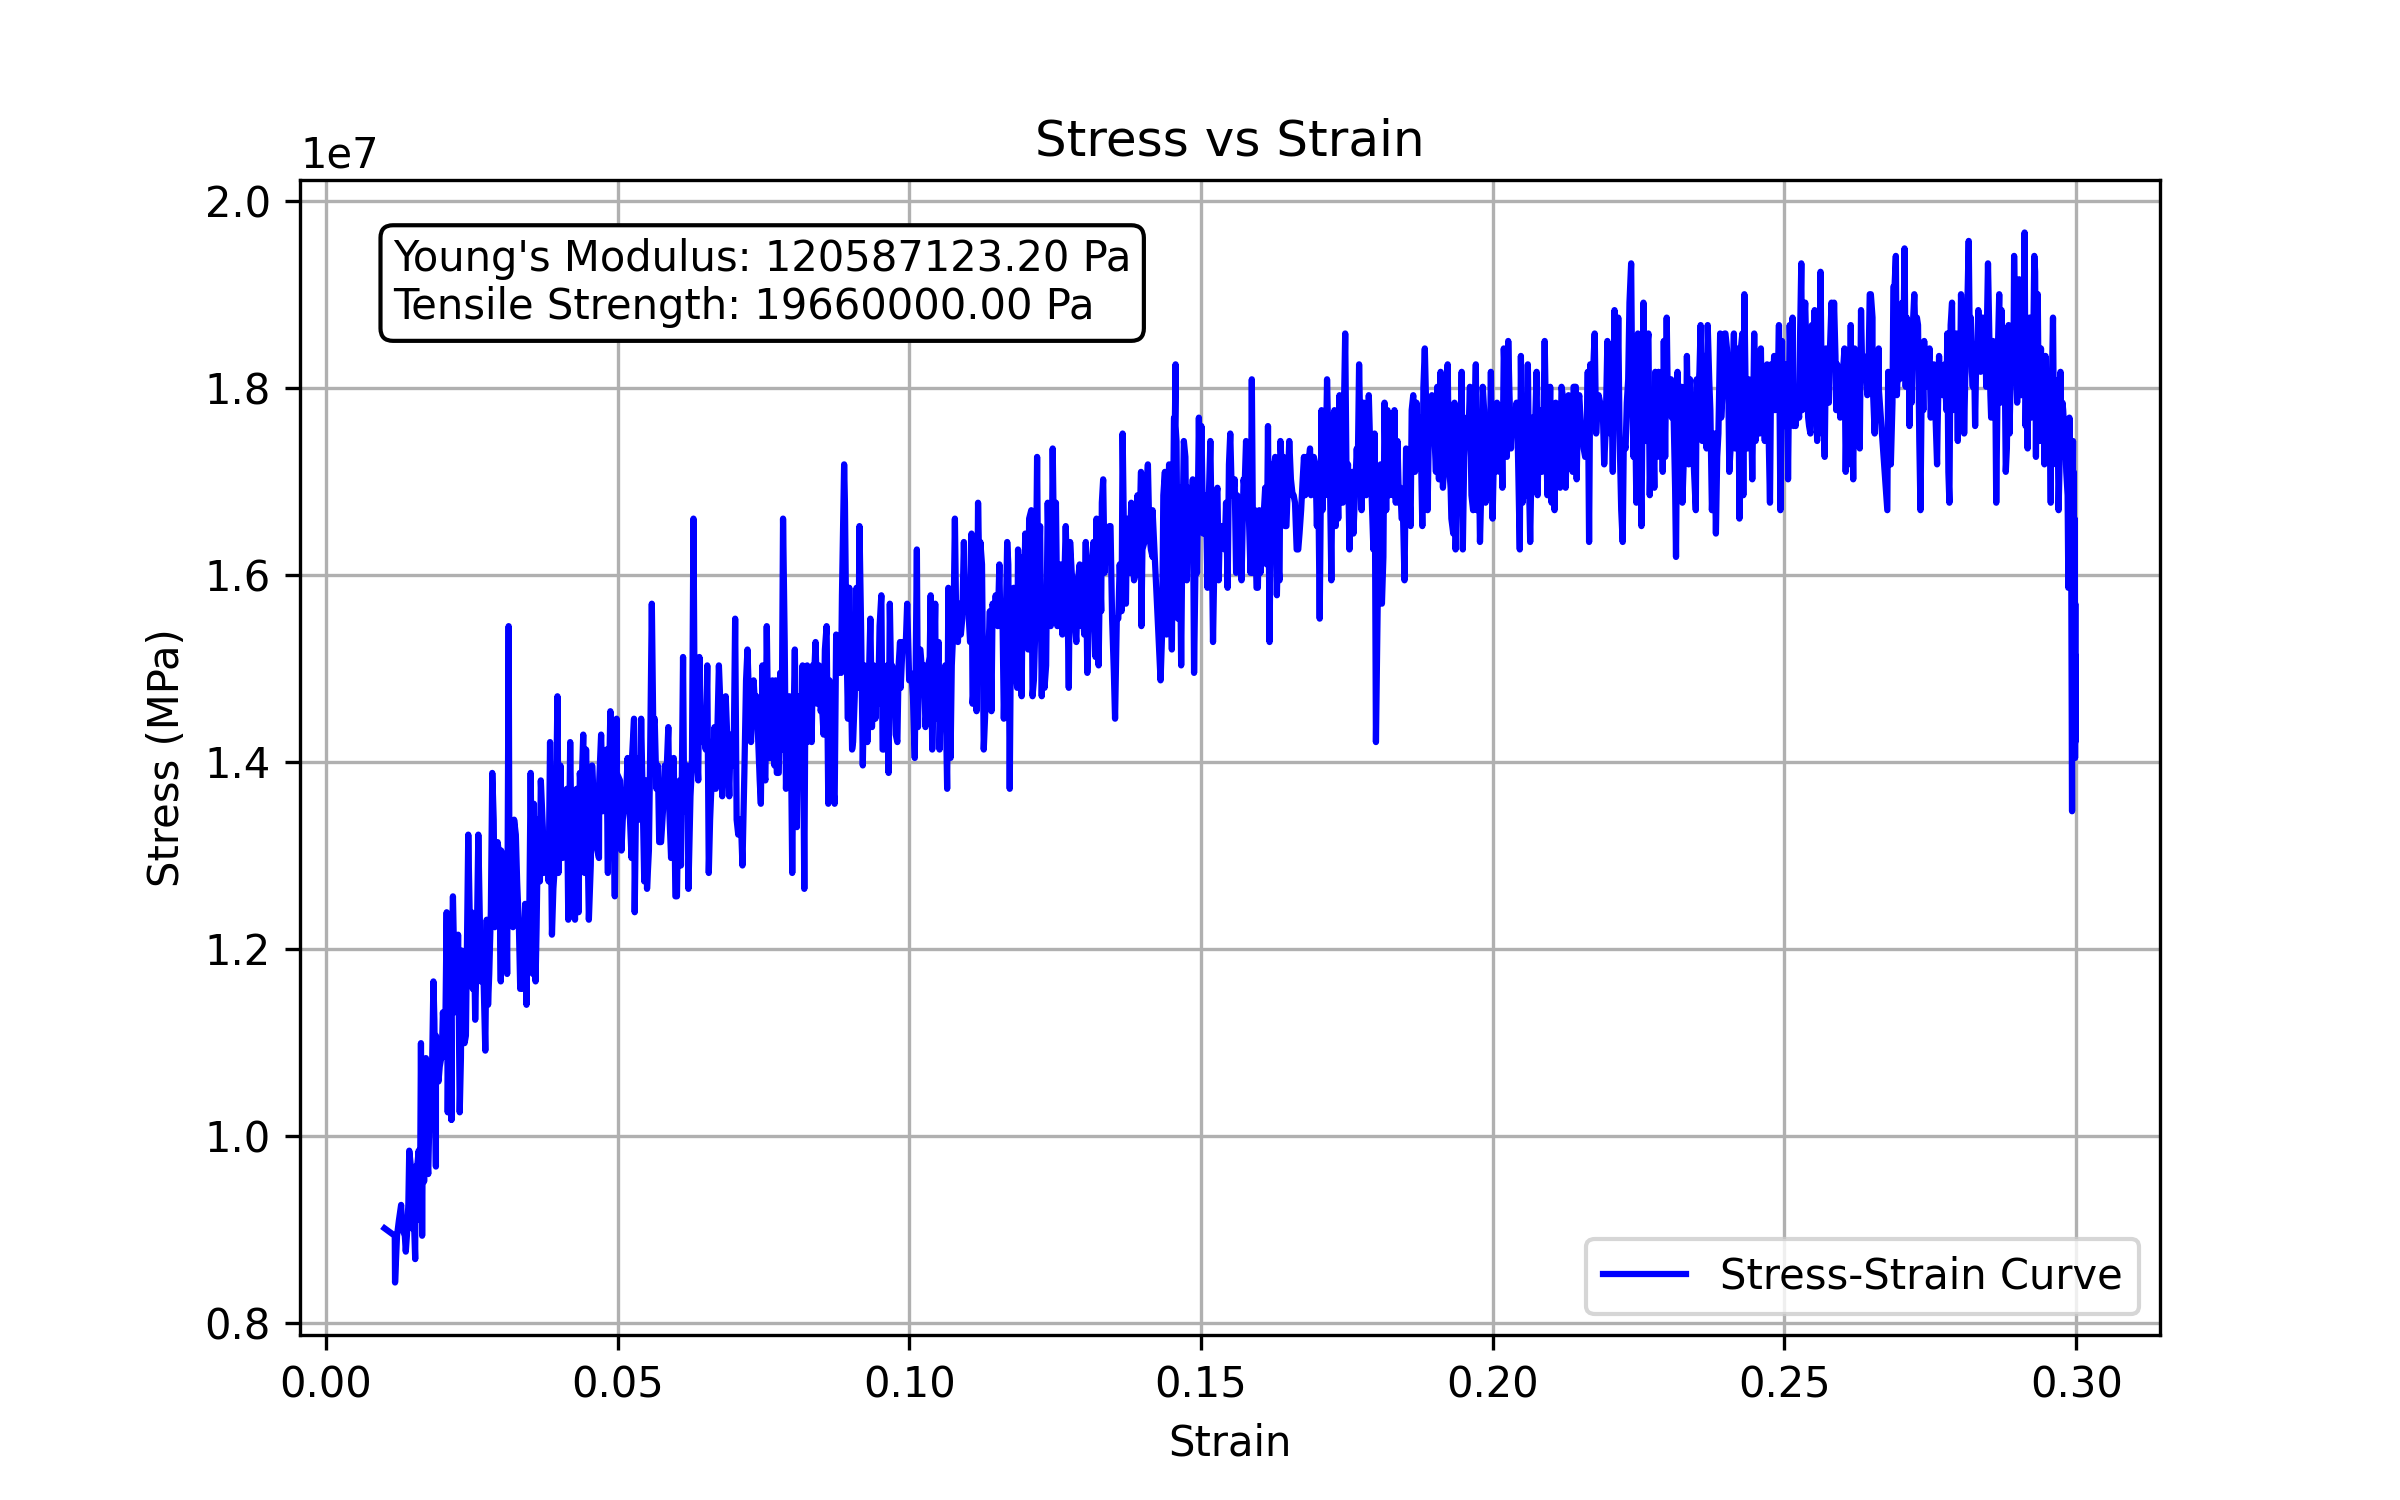 Stress vs Strain
1e7
2.0
1.8
1.6
1.4
1.2
1.0
0.8
Stress (MPa)
Young's Modulus: 120587123.20 Pa
Tensile Strength: 19660000.00 Pa
Stress-Strain Curve
0.00 0.05 0.10 0.15 0.20 0.25 0.30
Strain